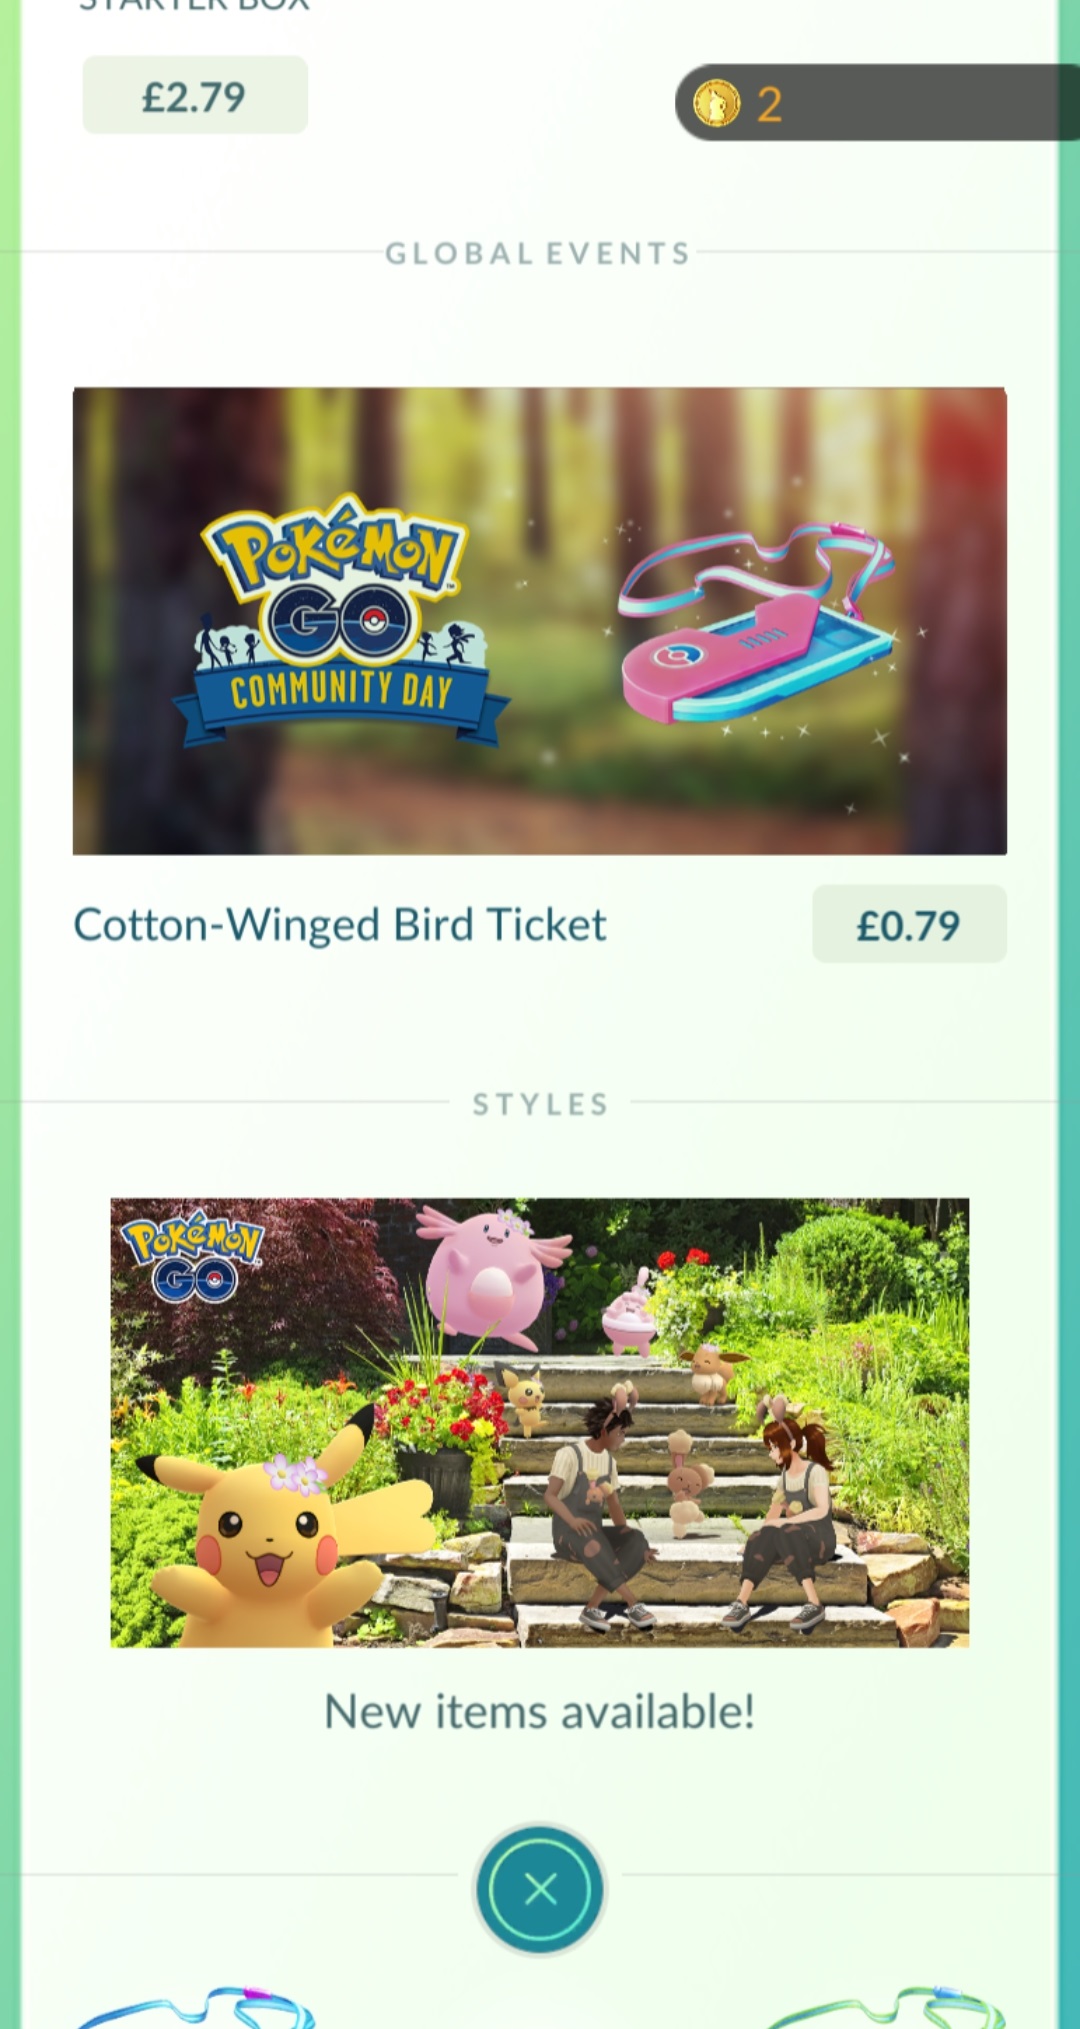 STARTER BOX
£2.79
2
GLOBAL EVENTS
POKÉMON
GO
COMMUNITY DAY
Cotton-Winged Bird Ticket
£0.79
STYLES
POKÉMON
GO
New items available!